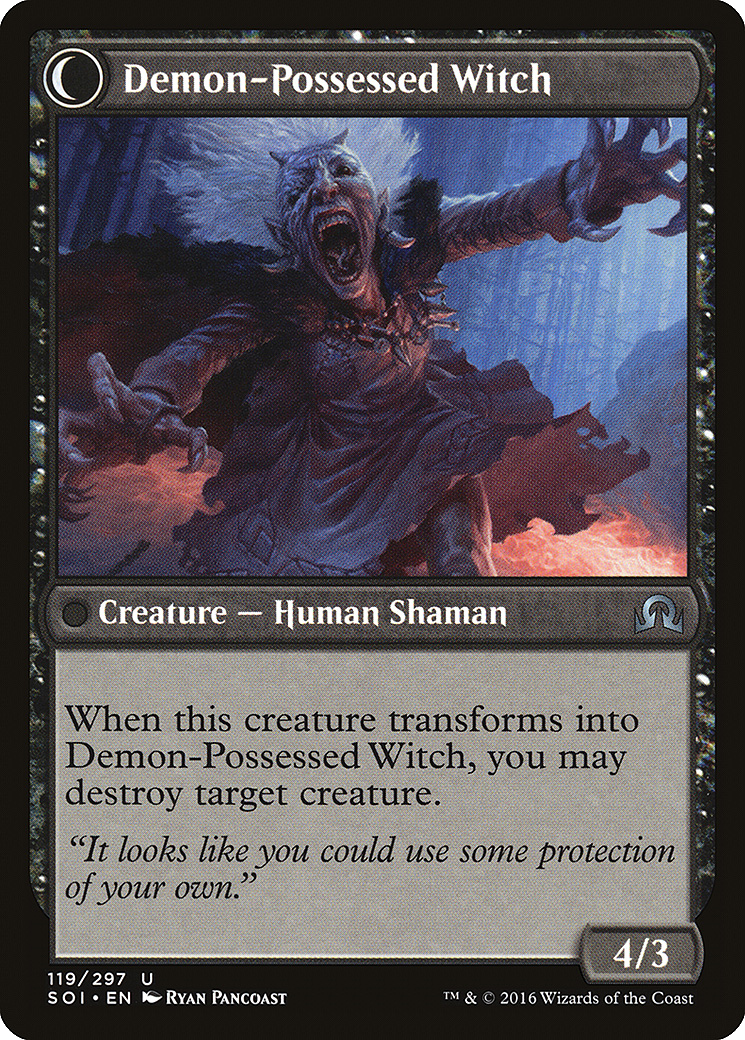 Demon-Possessed Witch
Creature — Human Shaman
When this creature transforms into
Demon-Possessed Witch, you may
destroy target creature.
“It looks like you could use some protection
of your own.”
4/3
119/297 U
SOI • EN RYAN PANCOAST
™ & © 2016 Wizards of the Coast